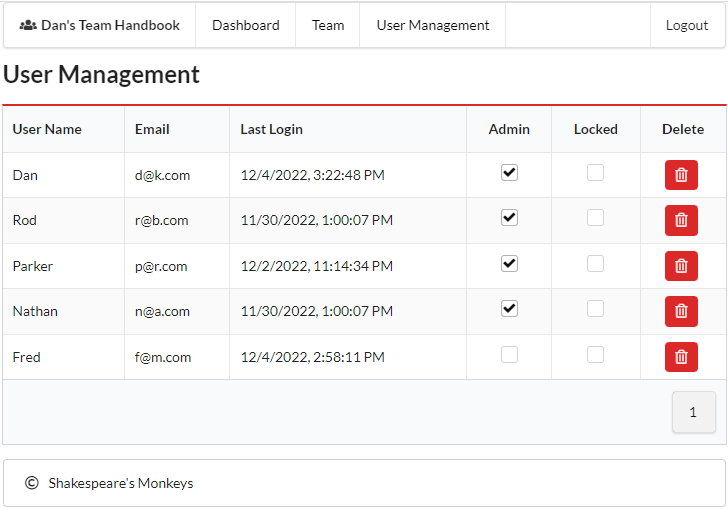 Dan's Team Handbook Dashboard Team User Management Logout
User Management
User Name Email Last Login Admin Locked Delete
Dan d@k.com 12/4/2022, 3:22:48 PM
Rod r@b.com 11/30/2022, 1:00:07 PM
Parker p@r.com 12/2/2022, 11:14:34 PM
Nathan n@a.com 11/30/2022, 1:00:07 PM
Fred f@m.com 12/4/2022, 2:58:11 PM
1
© Shakespeare's Monkeys